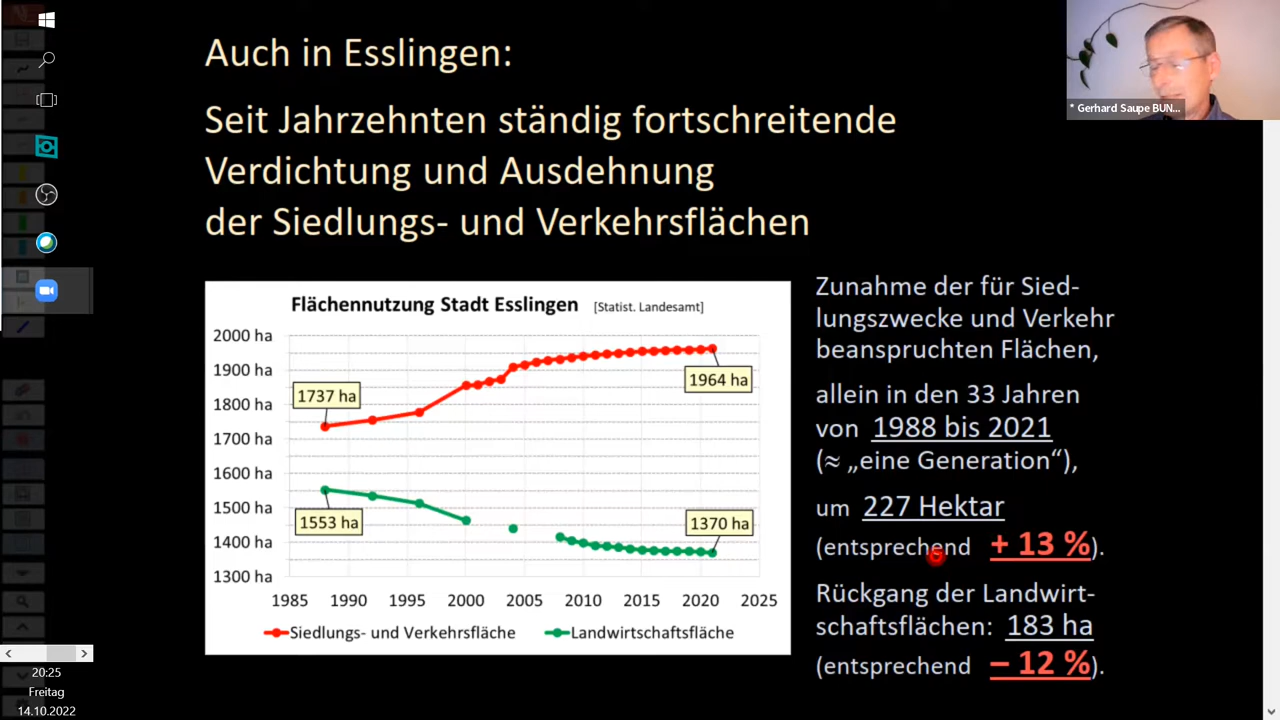 Auch in Esslingen:
Seit Jahrzehnten ständig fortschreitende
Verdichtung und Ausdehnung
der Siedlungs- und Verkehrsflächen
* Gerhard Saupe BUN...
Flächennutzung Stadt Esslingen [Statist. Landesamt]
2000 ha
1900 ha
1800 ha
1700 ha
1600 ha
1500 ha
1400 ha
1300 ha
1737 ha
1964 ha
1553 ha
1370 ha
1985 1990 1995 2000 2005 2010 2015 2020 2025
Siedlungs- und Verkehrsfläche Landwirtschaftsfläche
Zunahme der für Sied-
lungszwecke und Verkehr
beanspruchten Flächen,
allein in den 33 Jahren
von 1988 bis 2021
(≈ „eine Generation“),
um 227 Hektar
(entsprechend + 13 %).
Rückgang der Landwirt-
schaftsflächen: 183 ha
(entsprechend – 12 %).
20:25
Freitag
14.10.2022